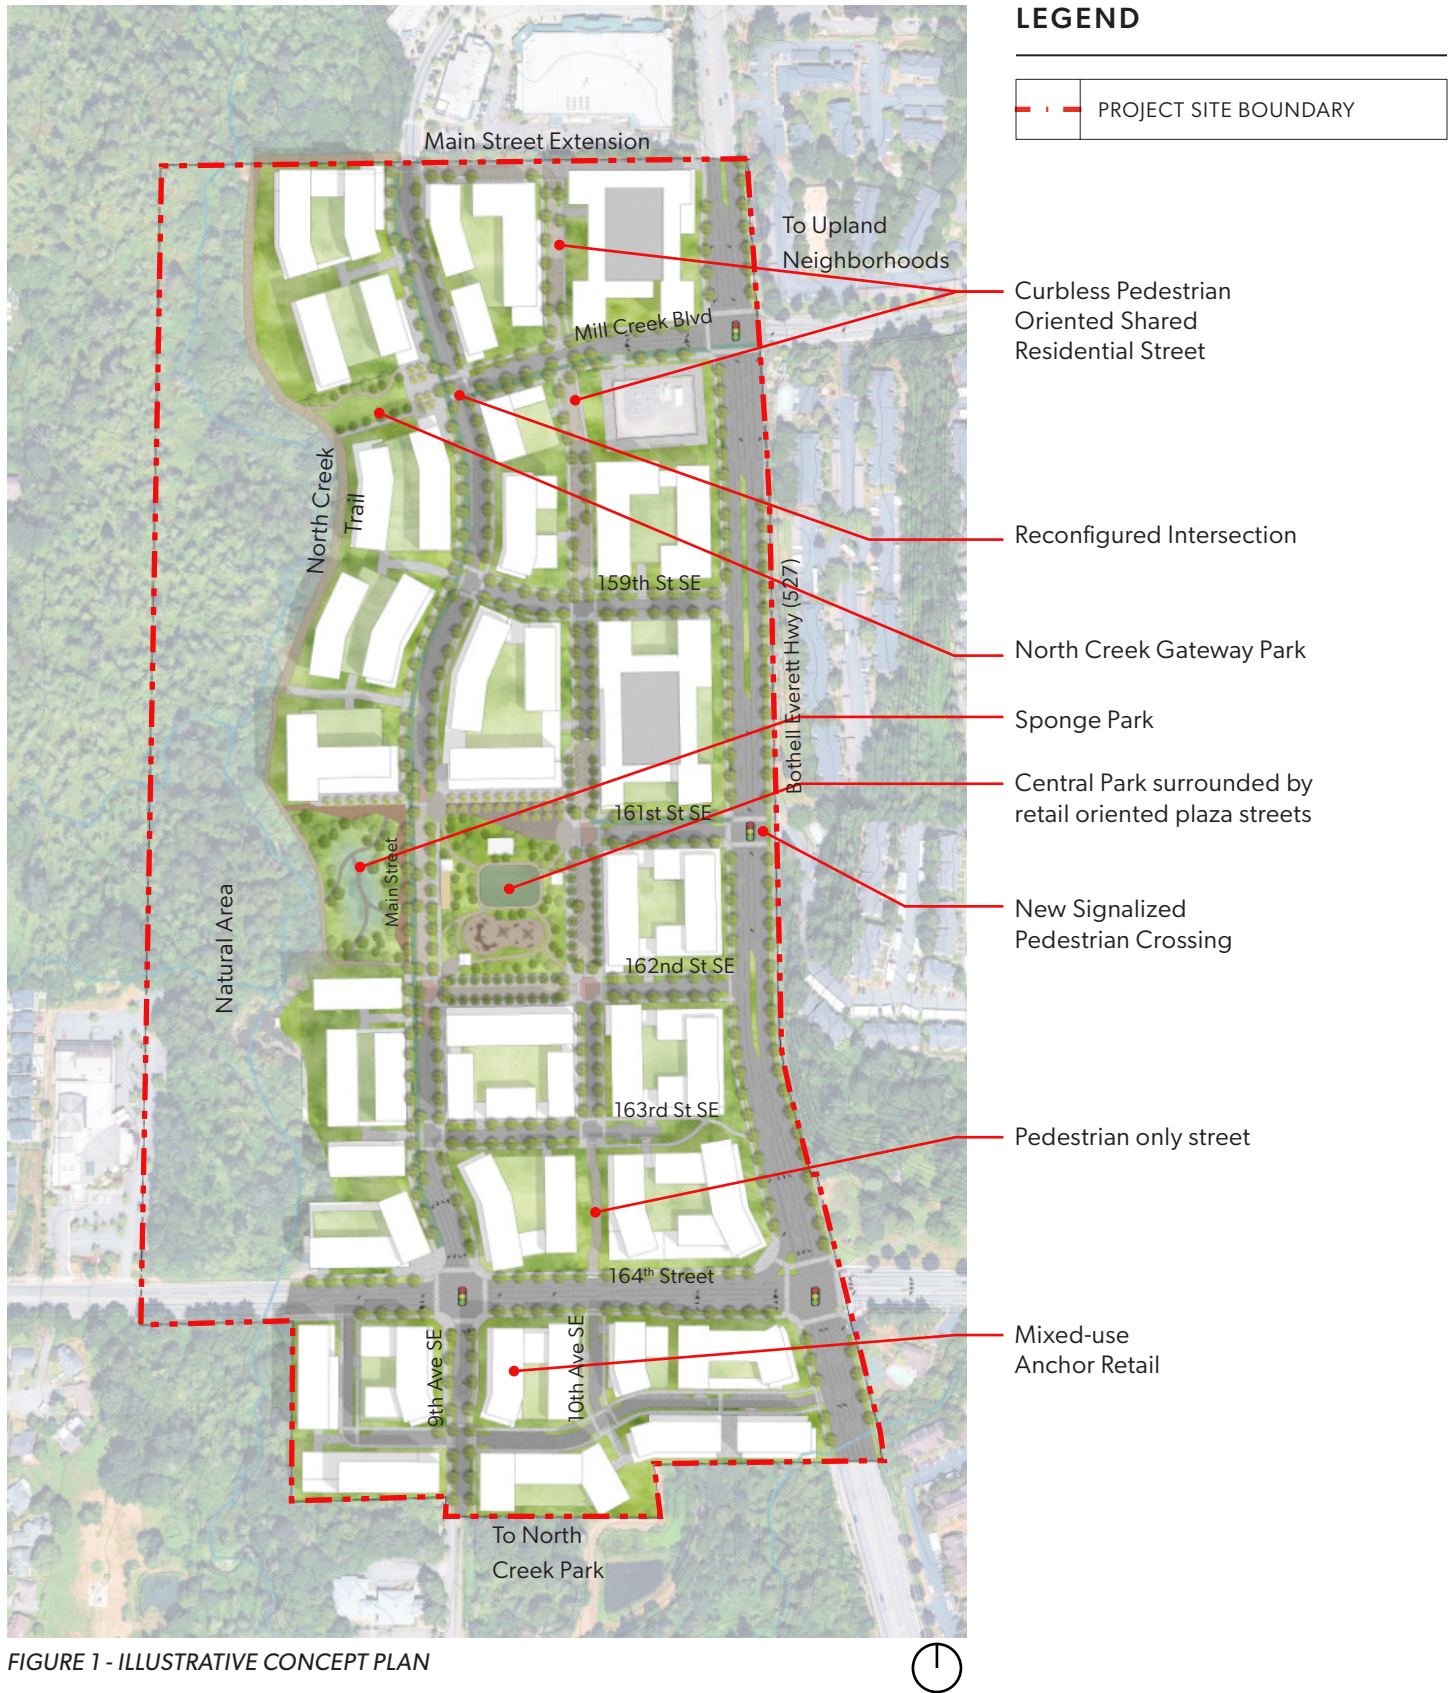 LEGEND
PROJECT SITE BOUNDARY
Main Street Extension
To Upland
Neighborhoods
Mill Creek Blvd
Curbless Pedestrian
Oriented Shared
Residential Street
North Creek
Trail
Reconfigured Intersection
159th St SE
Bothell Everett Hwy (527)
North Creek Gateway Park
Sponge Park
Central Park surrounded by
retail oriented plaza streets
161st St SE
Main Street
Natural Area
New Signalized
Pedestrian Crossing
162nd St SE
163rd St SE
Pedestrian only street
164th Street
9th Ave SE
10th Ave SE
Mixed-use
Anchor Retail
To North
Creek Park
FIGURE 1 - ILLUSTRATIVE CONCEPT PLAN